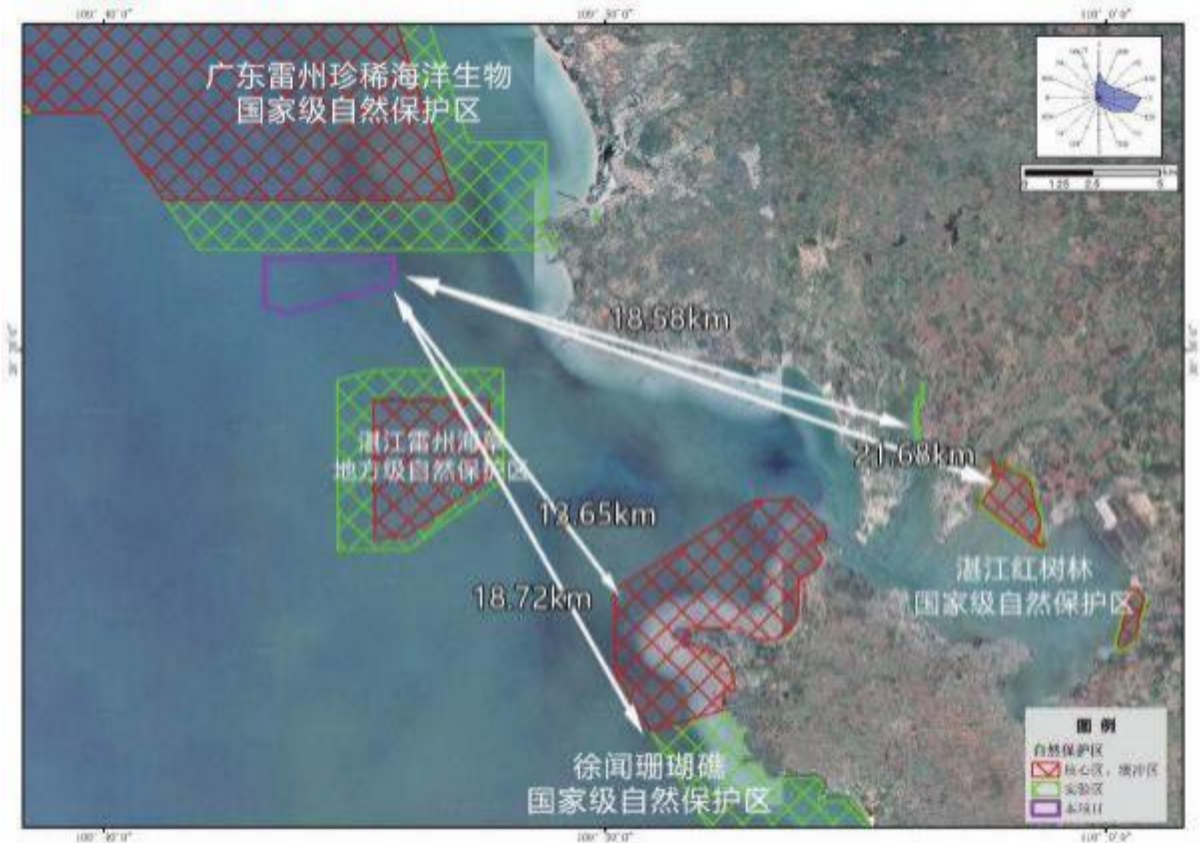 广东雷州珍稀海洋生物
国家级自然保护区
18.58km
湛江雷州海草
地方级自然保护区
21.68km
13.65km
18.72km
湛江红树林
国家级自然保护区
徐闻珊瑚礁
国家级自然保护区
图例
自然保护区
核心区，缓冲区
实验区
本项目